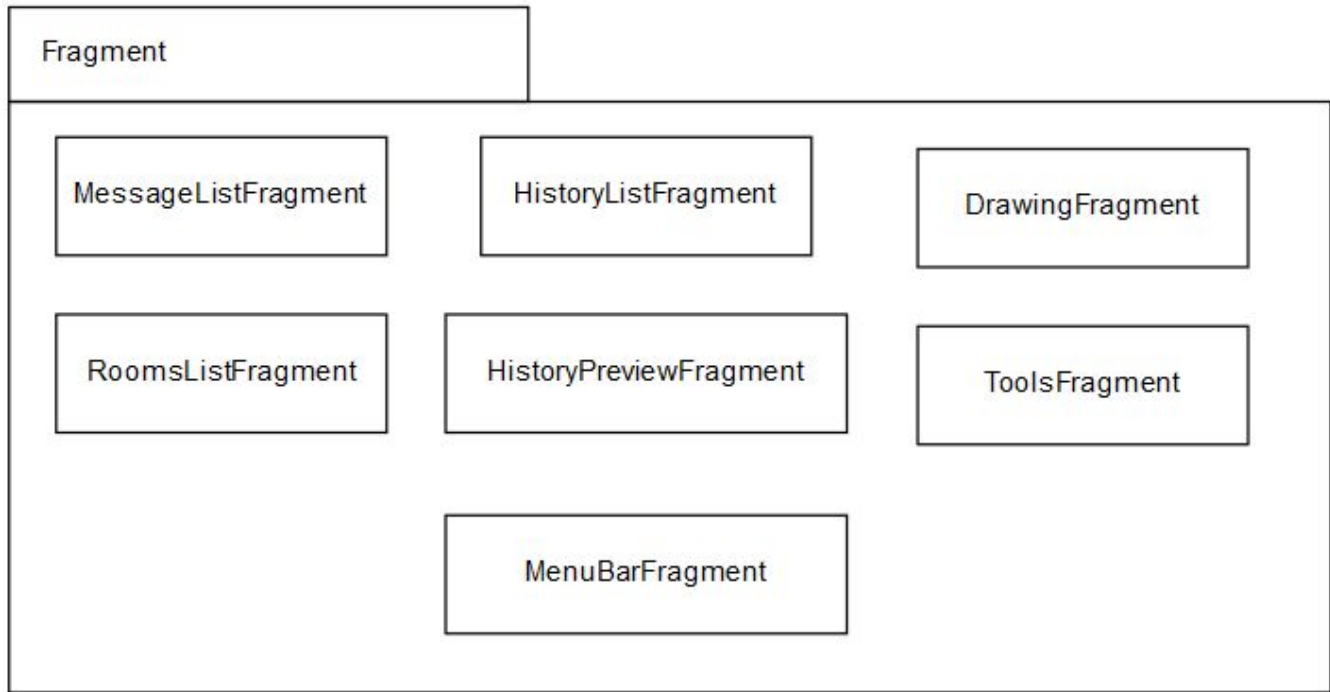 Fragment
MessageListFragment
HistoryListFragment
DrawingFragment
RoomsListFragment
HistoryPreviewFragment
ToolsFragment
MenuBarFragment